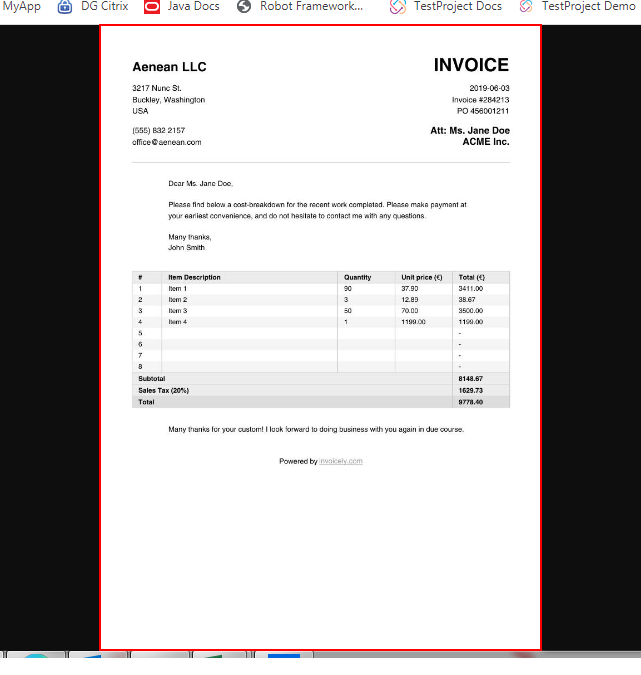 MyApp DG Citrix Java Docs Robot Framework... TestProject Docs TestProject Demo
Aenean LLC INVOICE
3217 Nunc St. 2019-06-03
Buckley, Washington Invoice #284213
USA PO 456001211
(555) 832 2157 Att: Ms. Jane Doe
office@aenean.com ACME Inc.
Dear Ms. Jane Doe,
Please find below a cost-breakdown for the recent work completed. Please make payment at
your earliest convenience, and do not hesitate to contact me with any questions.
Many thanks,
John Smith
# Item Description Quantity Unit price (€) Total (€)
1 Item 1 90 37.90 3411.00
2 Item 2 3 12.89 38.67
3 Item 3 50 70.00 3500.00
4 Item 4 1 1199.00 1199.00
5 -
6 -
7 -
8 -
Subtotal 8148.67
Sales Tax (20%) 1629.73
Total 9778.40
Many thanks for your custom! I look forward to doing business with you again in due course.
Powered by invoicely.com